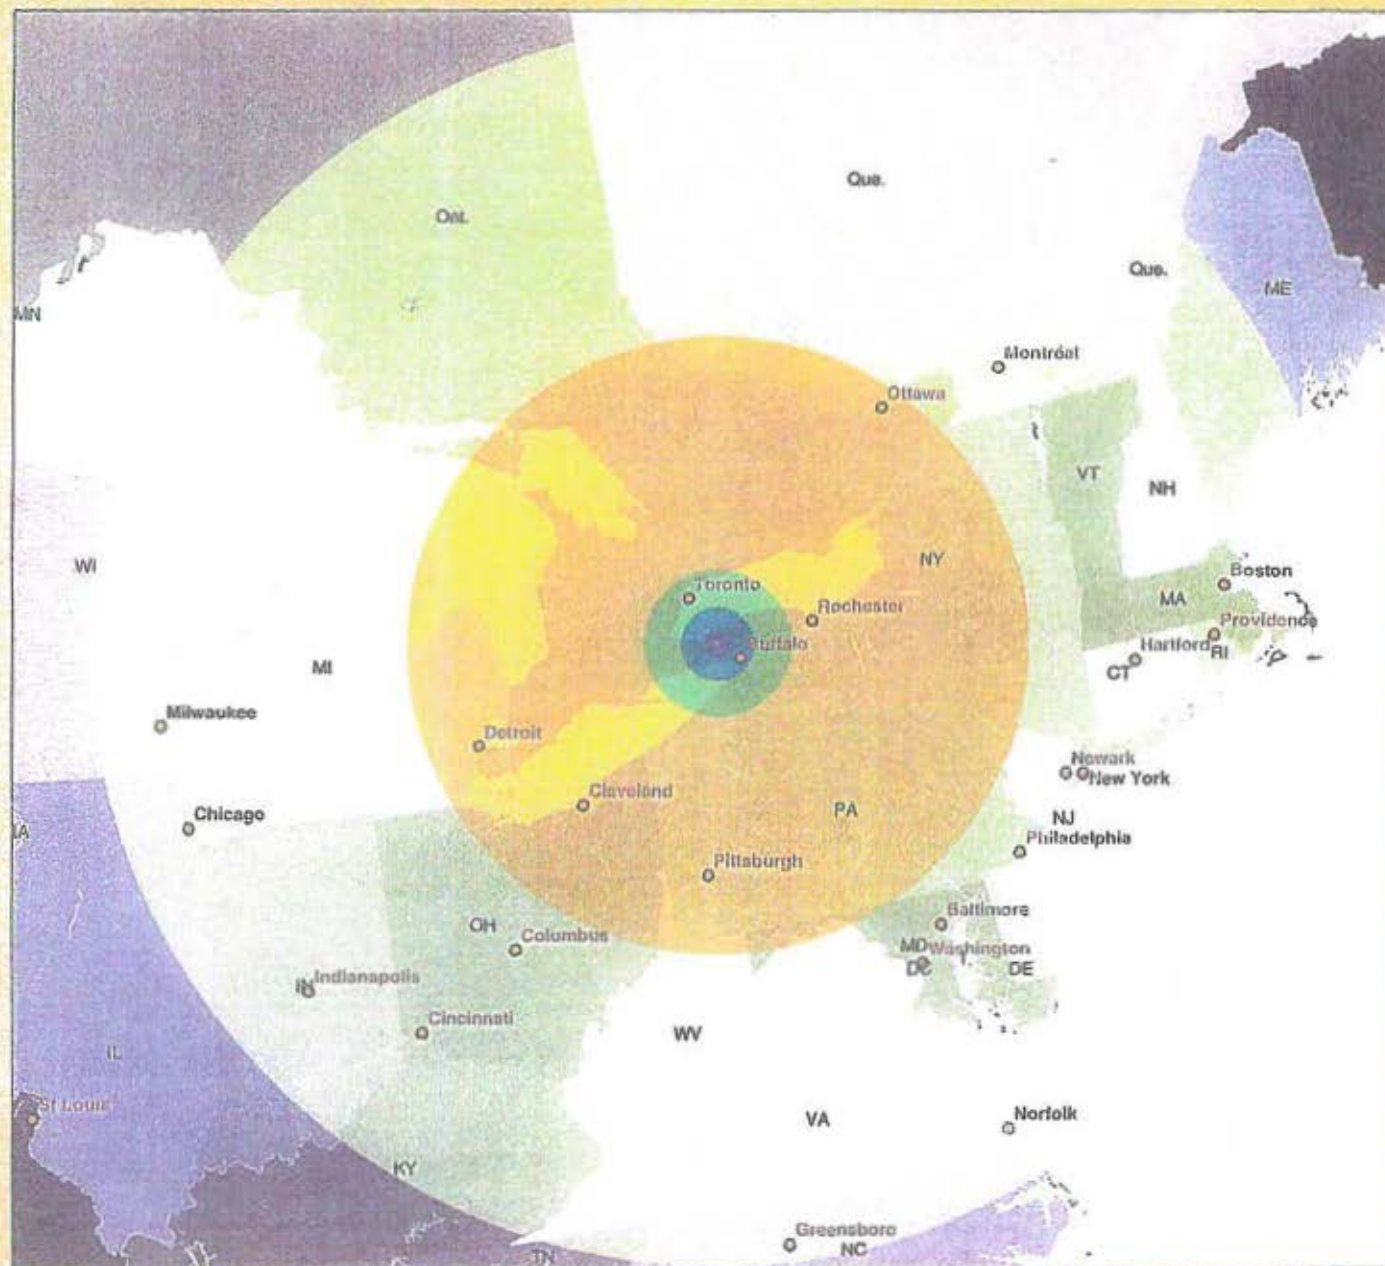 Que.
Ont.
Que.
ME
MN
Montréal
Ottawa
VT
NH
NY
WI
Boston
Toronto
MA
Rochester
Providence
Buffalo
Hartford
RI
MI
CT
Milwaukee
Detroit
Newark
New York
Cleveland
Chicago
PA
NJ
IA
Philadelphia
Pittsburgh
Baltimore
OH
Columbus
MD
Washington
DC
DE
Indianapolis
IN
Cincinnati
WV
IL
St Louis
Norfolk
VA
KY
Greensboro
NC
TN